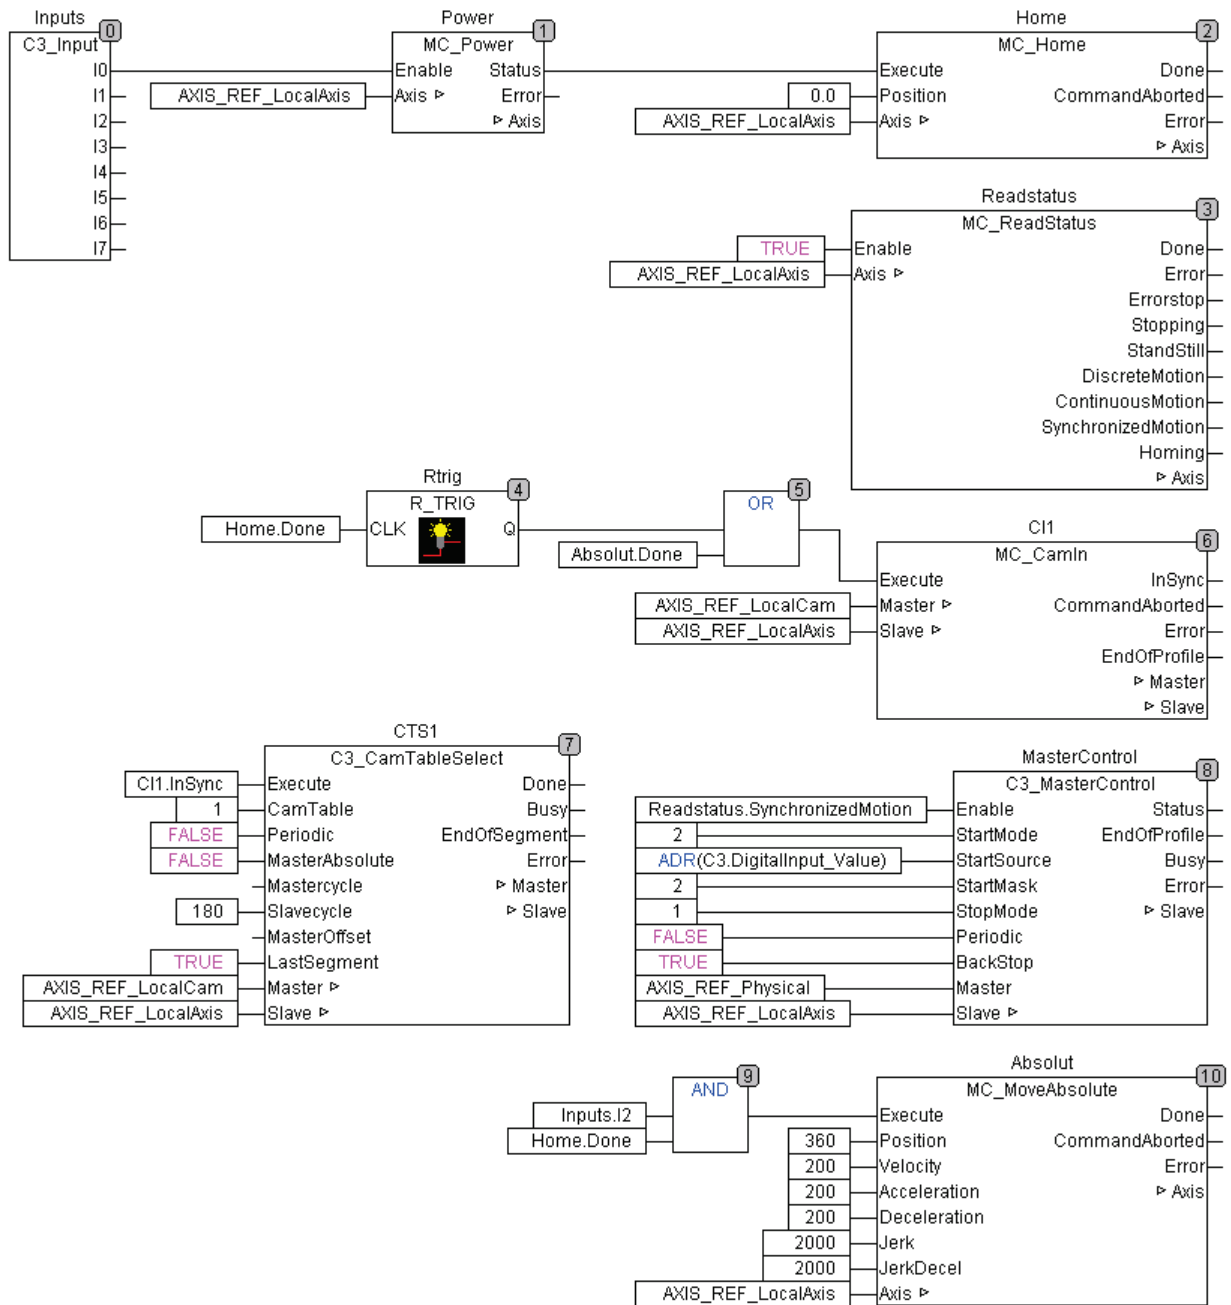 Inputs
0
C3_Input
I0
I1
I2
I3
I4
I5
I6
I7
Power
1
MC_Power
Enable Status
AXIS_REF_LocalAxis Axis Error
Axis
Home
2
MC_Home
Execute Done
0.0 Position CommandAborted
AXIS_REF_LocalAxis Axis Error
Axis
Readstatus
3
MC_ReadStatus
TRUE Enable Done
AXIS_REF_LocalAxis Axis Error
Errorstop
Stopping
StandStill
DiscreteMotion
ContinuousMotion
SynchronizedMotion
Homing
Axis
Rtrig
4
R_TRIG
Home.Done CLK Q
5
OR
Absolut.Done
CI1
6
MC_CamIn
Execute InSync
AXIS_REF_LocalCam Master CommandAborted
AXIS_REF_LocalAxis Slave Error
EndOfProfile
Master
Slave
CTS1
7
C3_CamTableSelect
CI1.InSync Execute Done
1 CamTable Busy
FALSE Periodic EndOfSegment
FALSE MasterAbsolute Error
Mastercycle Master
180 Slavecycle Slave
MasterOffset
TRUE LastSegment
AXIS_REF_LocalCam Master
AXIS_REF_LocalAxis Slave
MasterControl
8
C3_MasterControl
Readstatus.SynchronizedMotion Enable Status
2 StartMode EndOfProfile
ADR(C3.DigitalInput_Value) StartSource Busy
2 StartMask Error
1 StopMode Slave
FALSE Periodic
TRUE BackStop
AXIS_REF_Physical Master
AXIS_REF_LocalAxis Slave
9
AND
Inputs.I2
Home.Done
Absolut
10
MC_MoveAbsolute
Execute Done
360 Position CommandAborted
200 Velocity Error
200 Acceleration Axis
200 Deceleration
2000 Jerk
2000 JerkDecel
AXIS_REF_LocalAxis Axis